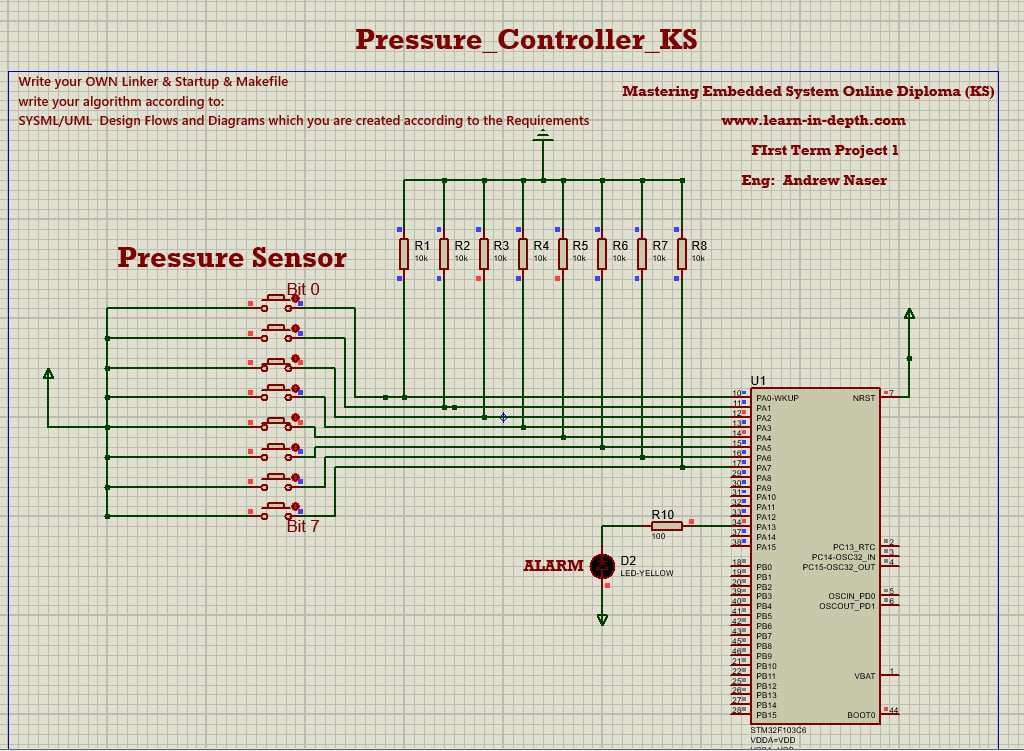 Pressure_Controller_KS
Write your OWN Linker & Startup & Makefile
write your algorithm according to:
SYSML/UML Design Flows and Diagrams which you are created according to the Requirements
Mastering Embedded System Online Diploma (KS)
www.learn-in-depth.com
FIrst Term Project 1
Eng: Andrew Naser
R1
10k
R2
10k
R3
10k
R4
10k
R5
10k
R6
10k
R7
10k
R8
10k
Pressure Sensor
Bit 0
Bit 7
R10
100
ALARM
D2
LED-YELLOW
U1
10 PA0-WKUP
11 PA1
12 PA2
13 PA3
14 PA4
15 PA5
16 PA6
17 PA7
29 PA8
30 PA9
31 PA10
32 PA11
33 PA12
34 PA13
37 PA14
38 PA15
18 PB0
19 PB1
20 PB2
39 PB3
40 PB4
41 PB5
42 PB6
43 PB7
45 PB8
46 PB9
21 PB10
22 PB11
25 PB12
26 PB13
27 PB14
28 PB15
NRST 7
PC13_RTC 2
PC14-OSC32_IN 3
PC15-OSC32_OUT 4
OSCIN_PD0 5
OSCOUT_PD1 6
VBAT 1
BOOT0 44
STM32F103C6
VDDA=VDD